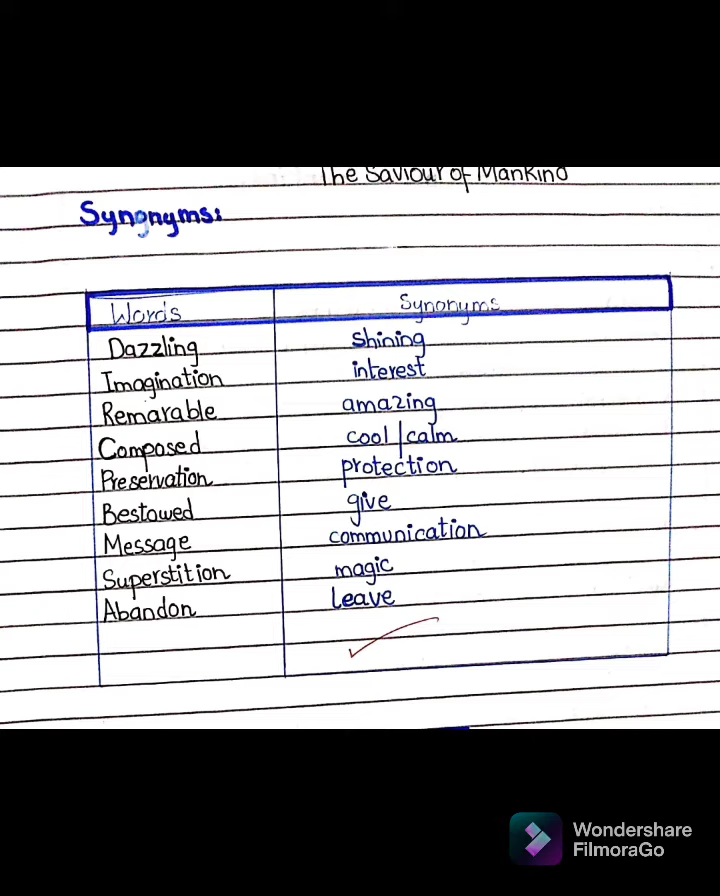 The Saviour of Mankind
Synonyms:
Words Synonyms
Dazzling shining
Imagination interest
Remarable amazing
Composed cool/calm
Preservation protection
Bestowed give
Message communication
Superstition magic
Abandon leave
Wondershare
FilmoraGo